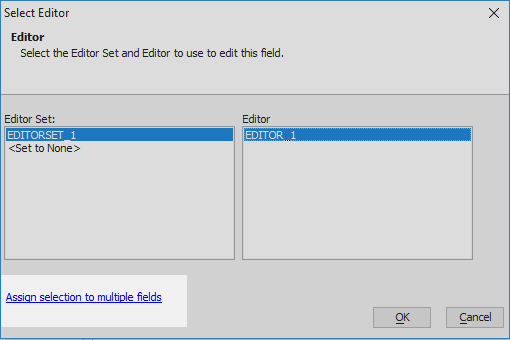 Select Editor
Editor
Select the Editor Set and Editor to use to edit this field.
Editor Set:
Editor
EDITORSET_1
EDITOR_1
<Set to None>
Assign selection to multiple fields
OK
Cancel